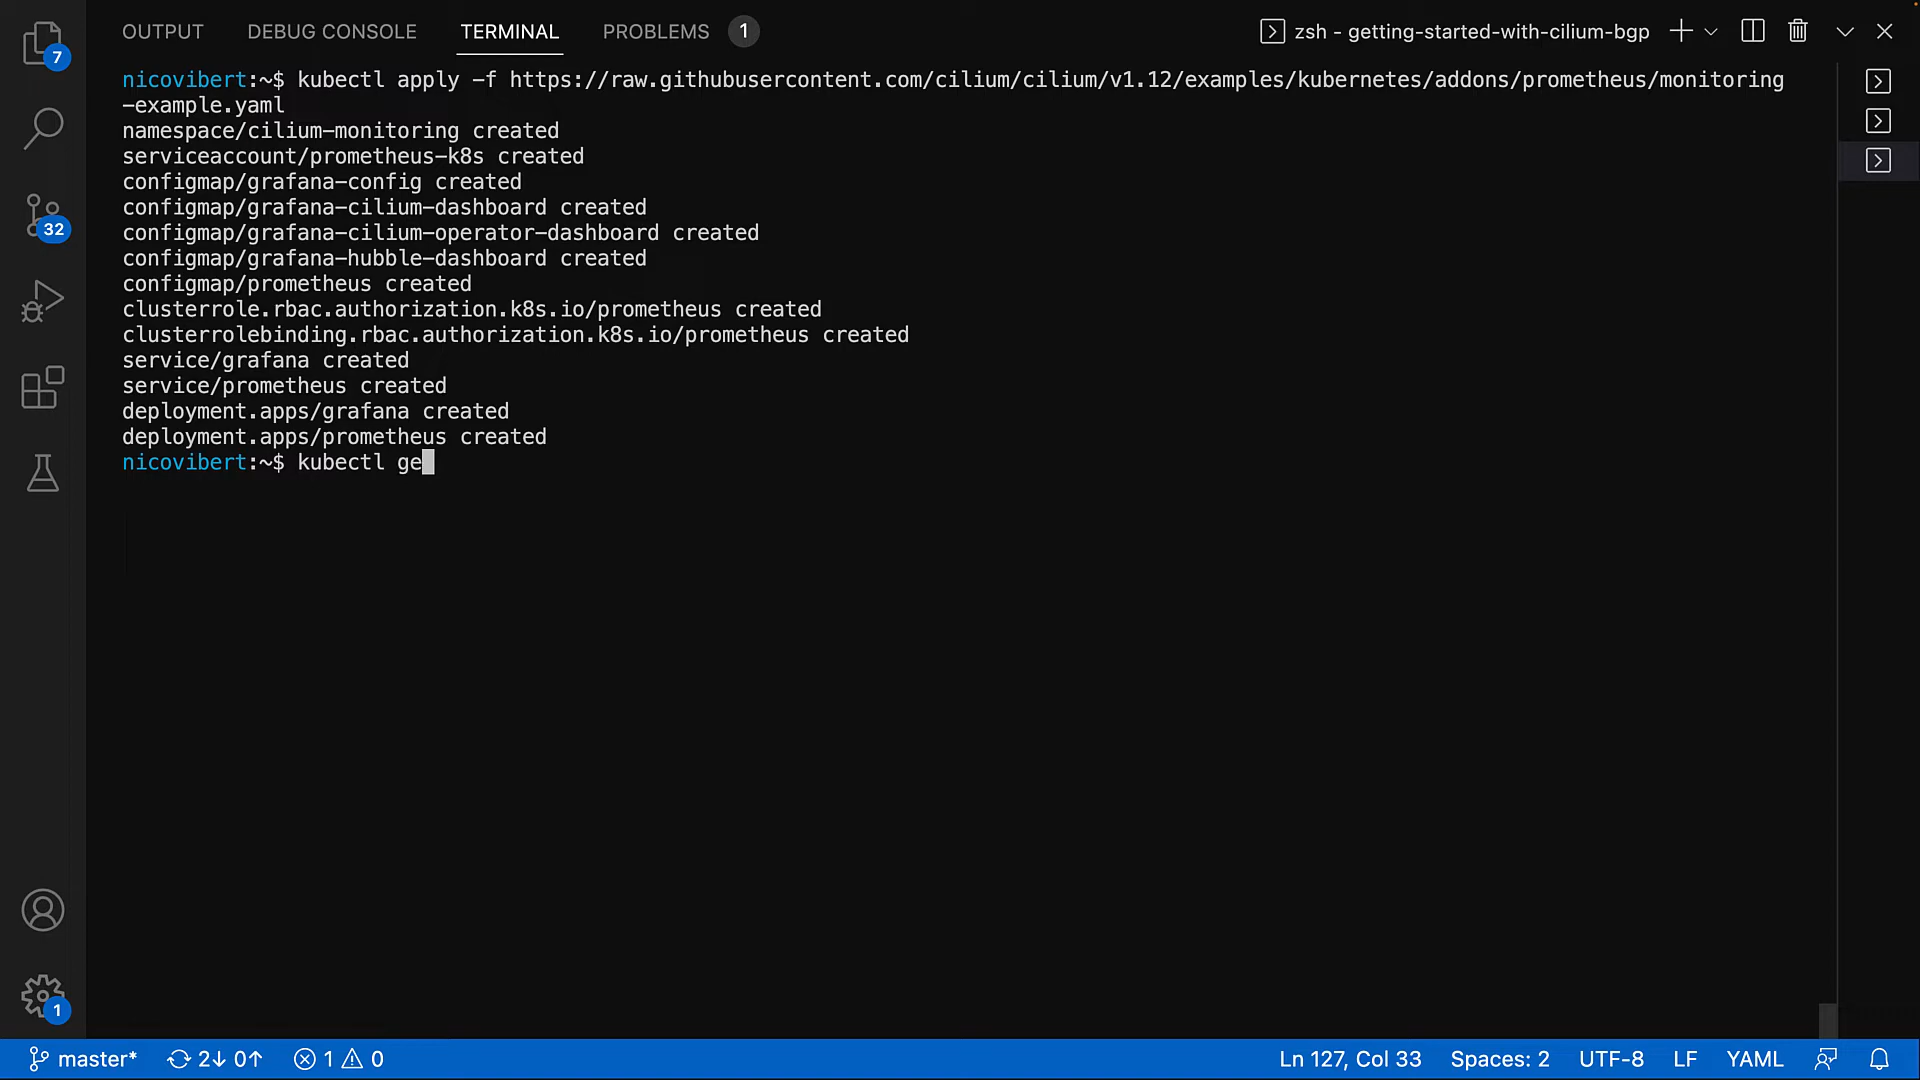 OUTPUT DEBUG CONSOLE TERMINAL PROBLEMS 1 zsh - getting-started-with-cilium-bgp
7
nicovibert:~$ kubectl apply -f https://raw.githubusercontent.com/cilium/cilium/v1.12/examples/kubernetes/addons/prometheus/monitoring
-example.yaml
namespace/cilium-monitoring created
serviceaccount/prometheus-k8s created
configmap/grafana-config created
configmap/grafana-cilium-dashboard created
configmap/grafana-cilium-operator-dashboard created
32
configmap/grafana-hubble-dashboard created
configmap/prometheus created
clusterrole.rbac.authorization.k8s.io/prometheus created
clusterrolebinding.rbac.authorization.k8s.io/prometheus created
service/grafana created
service/prometheus created
deployment.apps/grafana created
deployment.apps/prometheus created
nicovibert:~$ kubectl ge
1
master* 2↓ 0↑ 1 0 Ln 127, Col 33 Spaces: 2 UTF-8 LF YAML